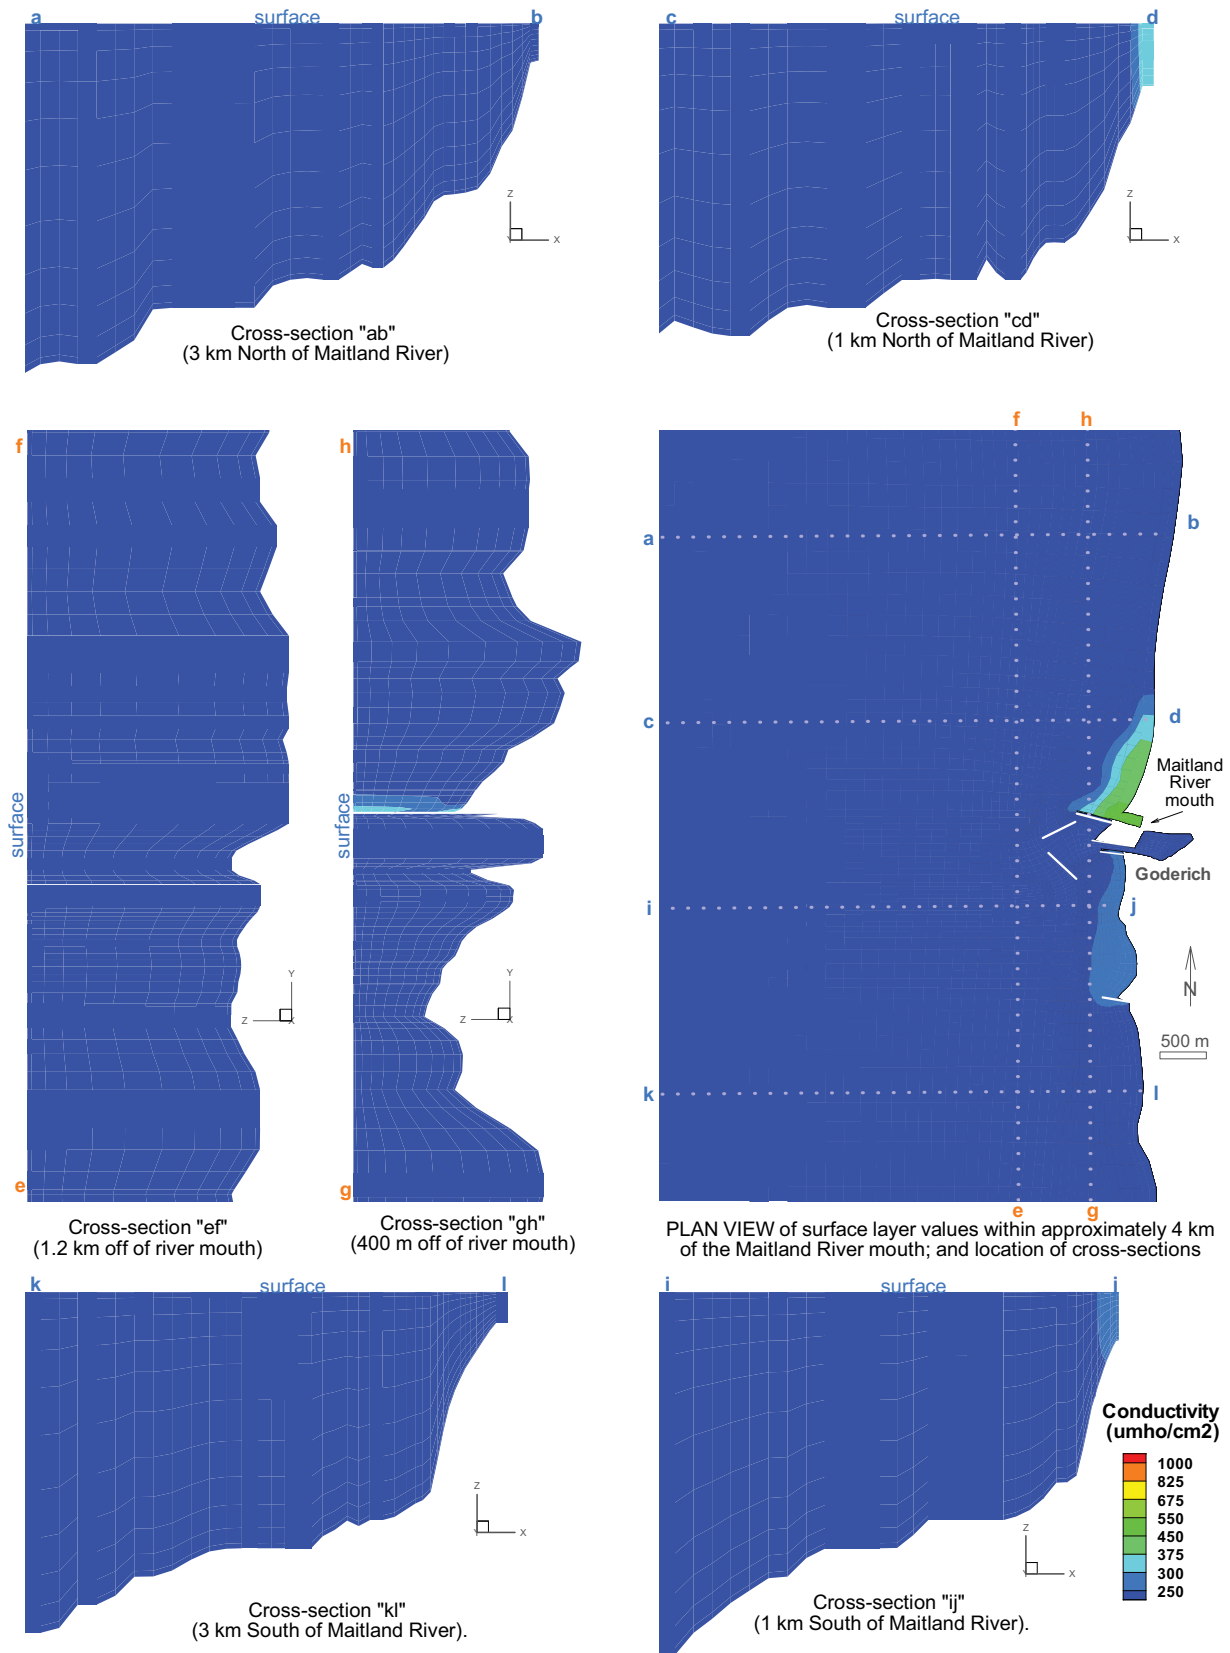 a
surface
b
Z
Y
X
Cross-section "ab"
(3 km North of Maitland River)
c
surface
d
Z
Y
X
Cross-section "cd"
(1 km North of Maitland River)
f
surface
e
Y
Z
X
Cross-section "ef"
(1.2 km off of river mouth)
h
surface
g
Y
Z
X
Cross-section "gh"
(400 m off of river mouth)
f
h
a
b
c
d
Maitland
River
mouth
Goderich
i
j
N
500 m
k
l
e
g
PLAN VIEW of surface layer values within approximately 4 km
of the Maitland River mouth; and location of cross-sections
k
surface
l
Z
Y
X
Cross-section "kl"
(3 km South of Maitland River).
i
surface
j
Z
Y
X
Cross-section "ij"
(1 km South of Maitland River).
Conductivity
(umho/cm2)
1000
825
675
550
450
375
300
250